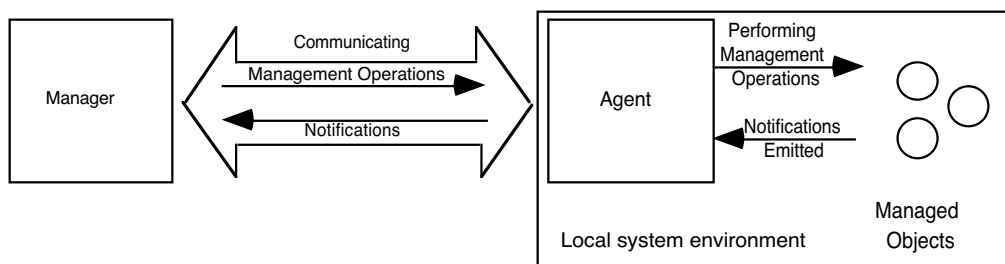 Manager
Communicating
Management Operations
Notifications
Agent
Performing
Management
Operations
Notifications
Emitted
Managed
Objects
Local system environment